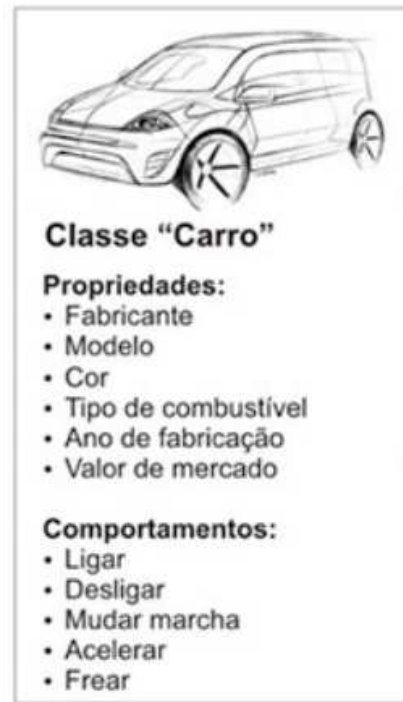 Classe “Carro”
Propriedades:
• Fabricante
• Modelo
• Cor
• Tipo de combustível
• Ano de fabricação
• Valor de mercado
Comportamentos:
• Ligar
• Desligar
• Mudar marcha
• Acelerar
• Frear